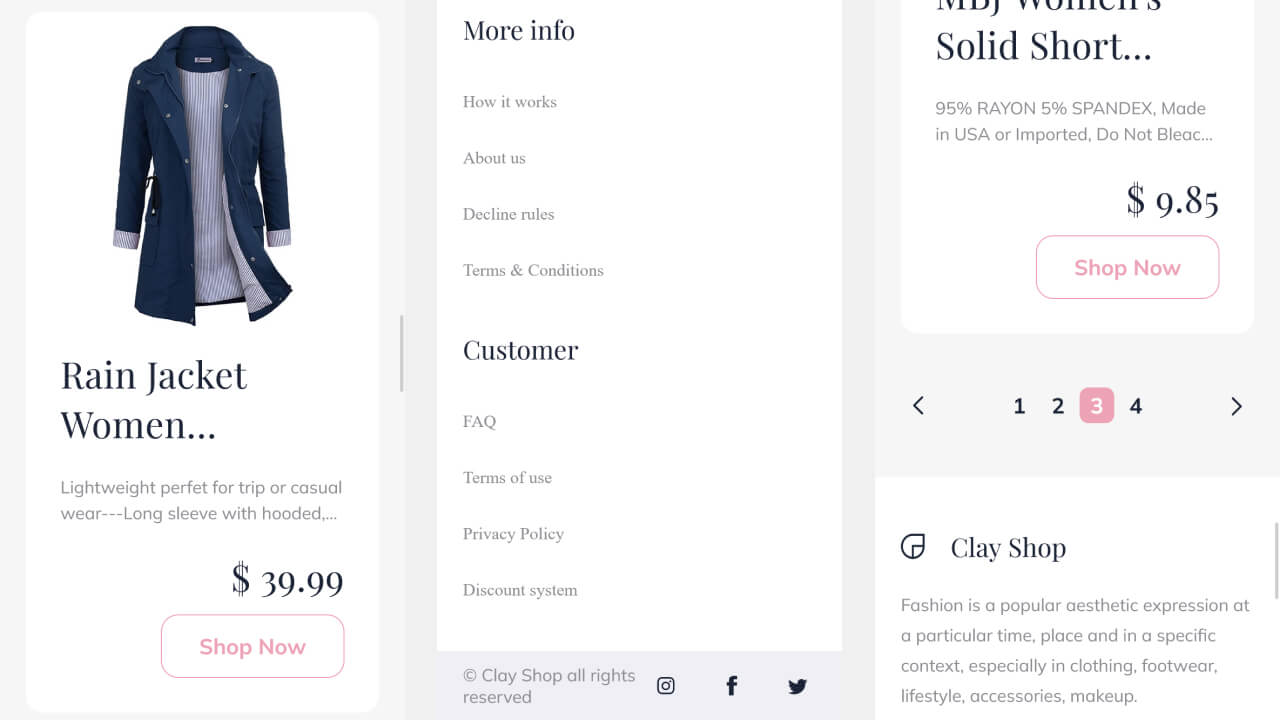 Rain Jacket
Women...
Lightweight perfet for trip or casual
wear---Long sleeve with hooded,...
$ 39.99
Shop Now
More info
How it works
About us
Decline rules
Terms & Conditions
Customer
FAQ
Terms of use
Privacy Policy
Discount system
© Clay Shop all rights
reserved
MBJ Women's
Solid Short...
95% RAYON 5% SPANDEX, Made
in USA or Imported, Do Not Bleac...
$ 9.85
Shop Now
1 2 3 4
Clay Shop
Fashion is a popular aesthetic expression at
a particular time, place and in a specific
context, especially in clothing, footwear,
lifestyle, accessories, makeup.